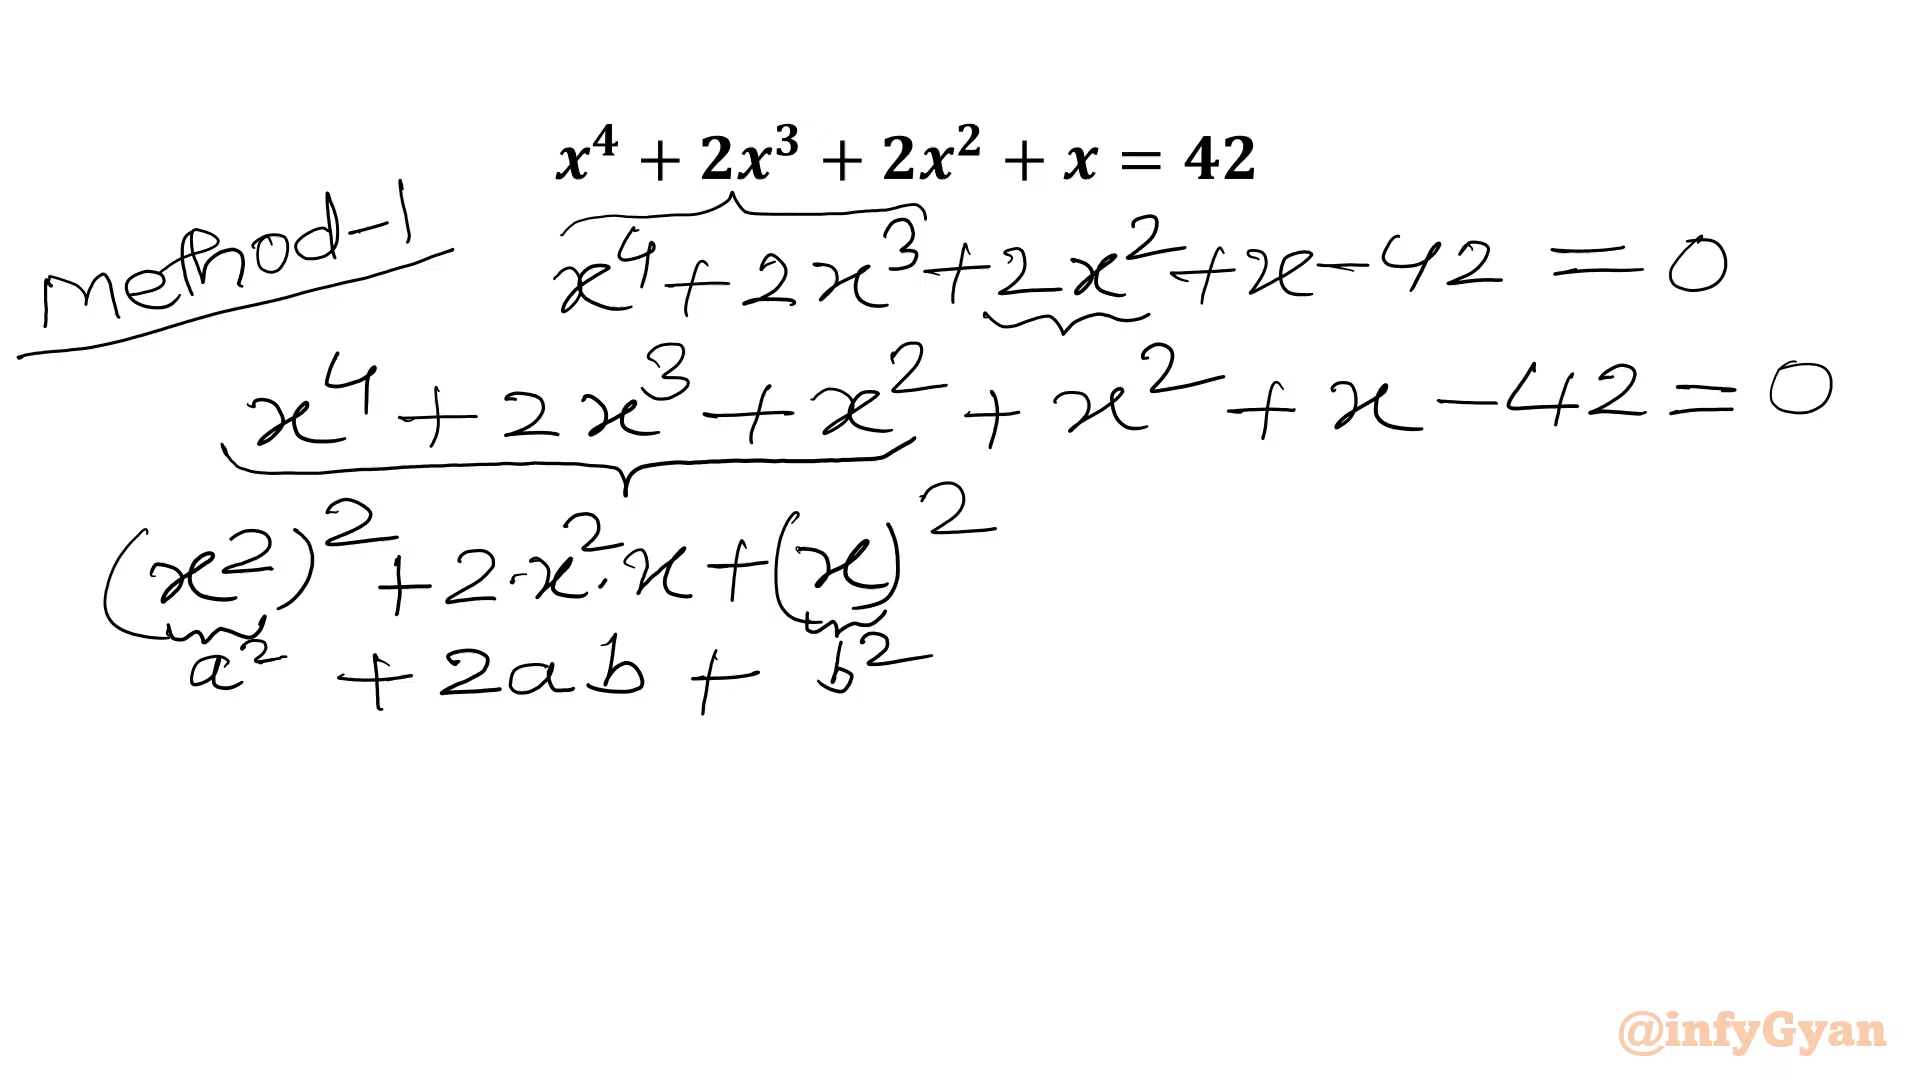 x⁴ + 2x³ + 2x² + x = 42
Method-1
x⁴ + 2x³ + 2x² + x - 42 = 0
x⁴ + 2x³ + x² + x² + x - 42 = 0
(x²)² + 2·x²·x + (x)²
a² + 2ab + b²
@infyGyan